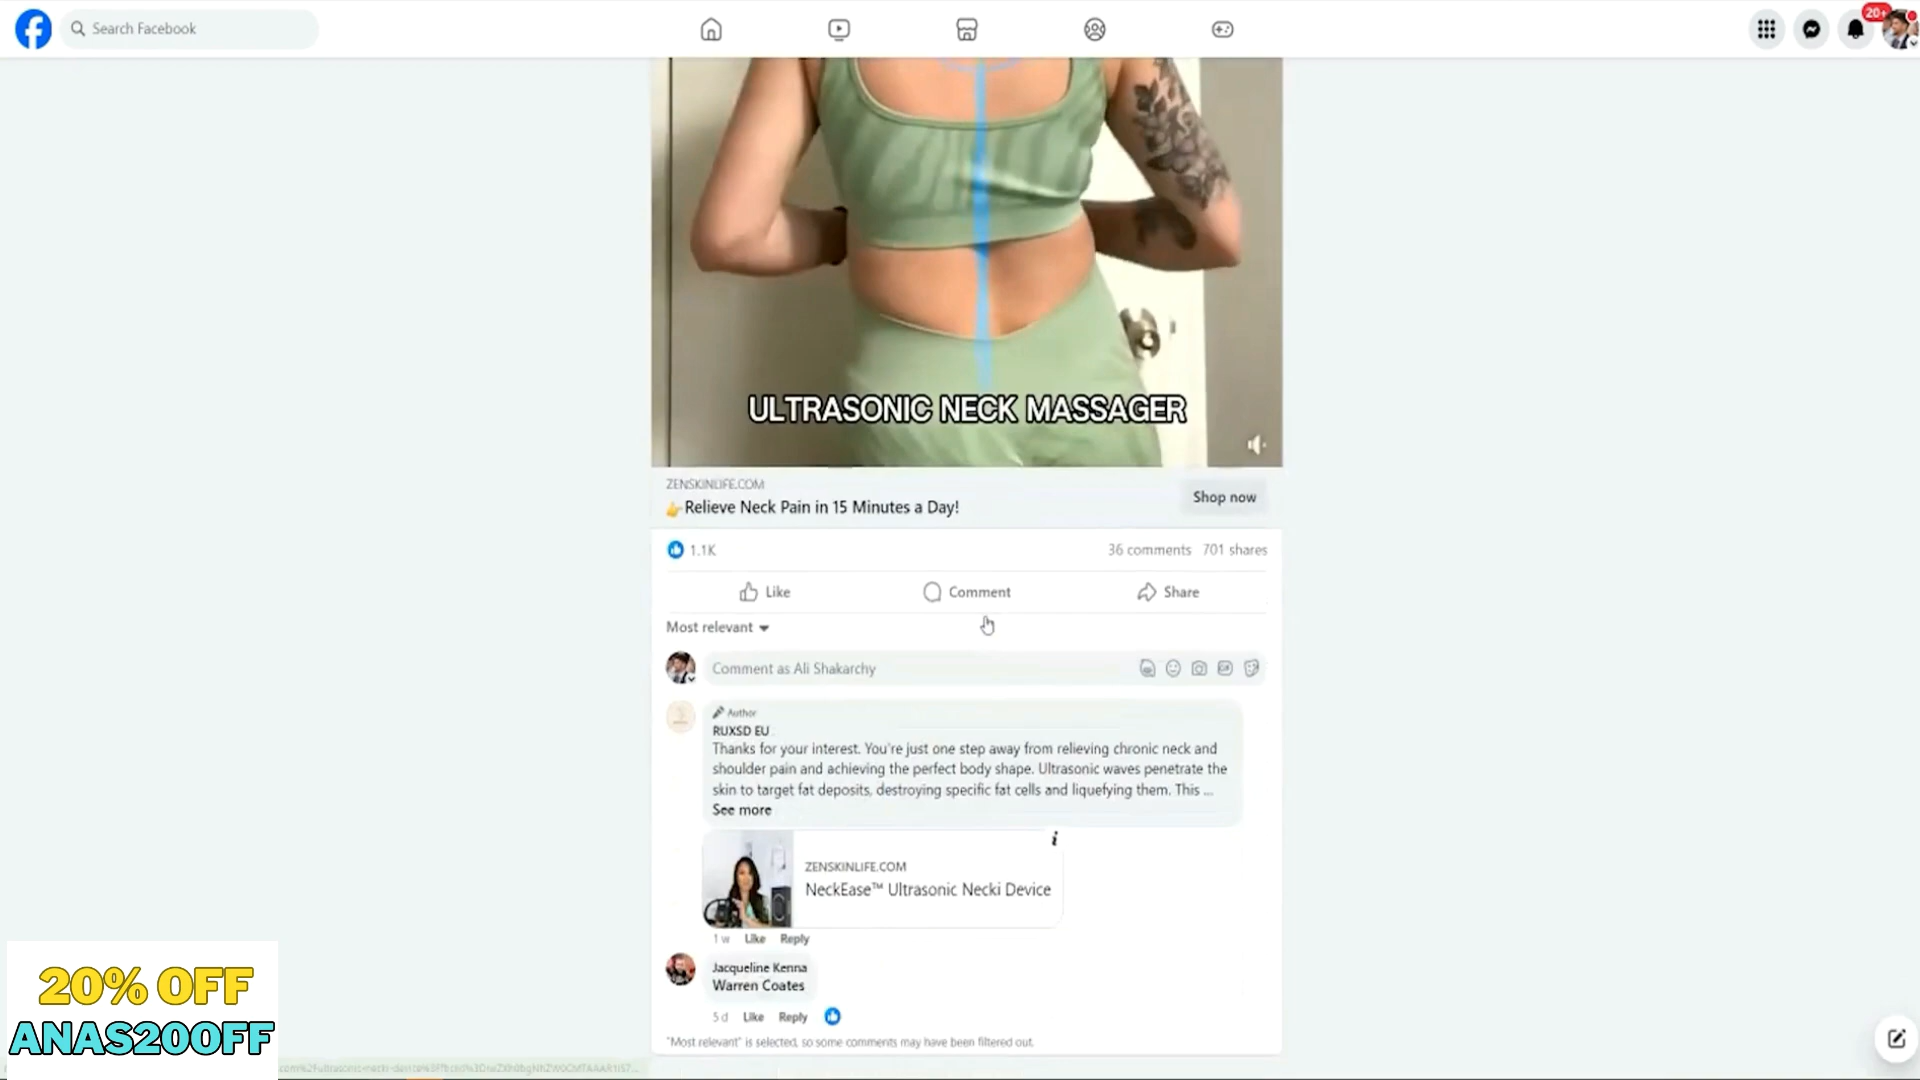 Search Facebook
20+
ULTRASONIC NECK MASSAGER
ZENSKINLIFE.COM
👉Relieve Neck Pain in 15 Minutes a Day!
Shop now
1.1K
36 comments 701 shares
Like
Comment
Share
Most relevant
Comment as Ali Shakarchy
Author
RUXSD EU
Thanks for your interest. You're just one step away from relieving chronic neck and
shoulder pain and achieving the perfect body shape. Ultrasonic waves penetrate the
skin to target fat deposits, destroying specific fat cells and liquefying them. This ...
See more
ZENSKINLIFE.COM
NeckEase™ Ultrasonic Necki Device
1 w Like Reply
Jacqueline Kenna
Warren Coates
5 d Like Reply
"Most relevant" is selected, so some comments may have been filtered out.
20% OFF
ANAS20OFF